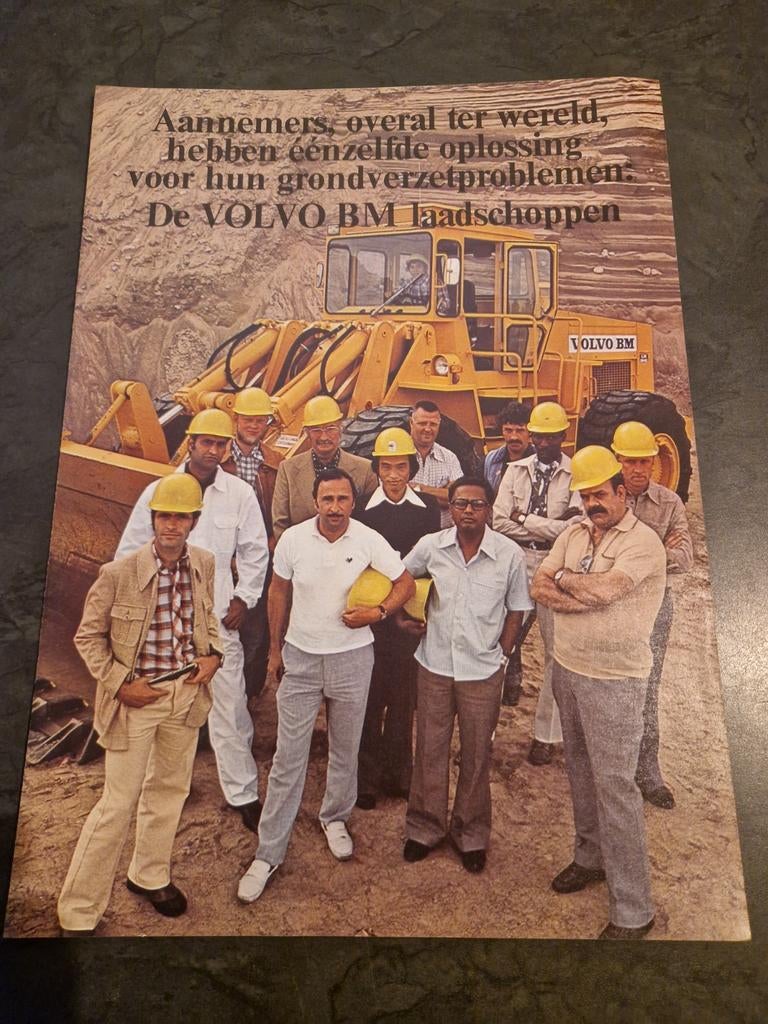 Aannemers, overal ter wereld,
hebben éénzelfde oplossing
voor hun grondverzetproblemen:
De VOLVO BM laadschoppen
VOLVO BM